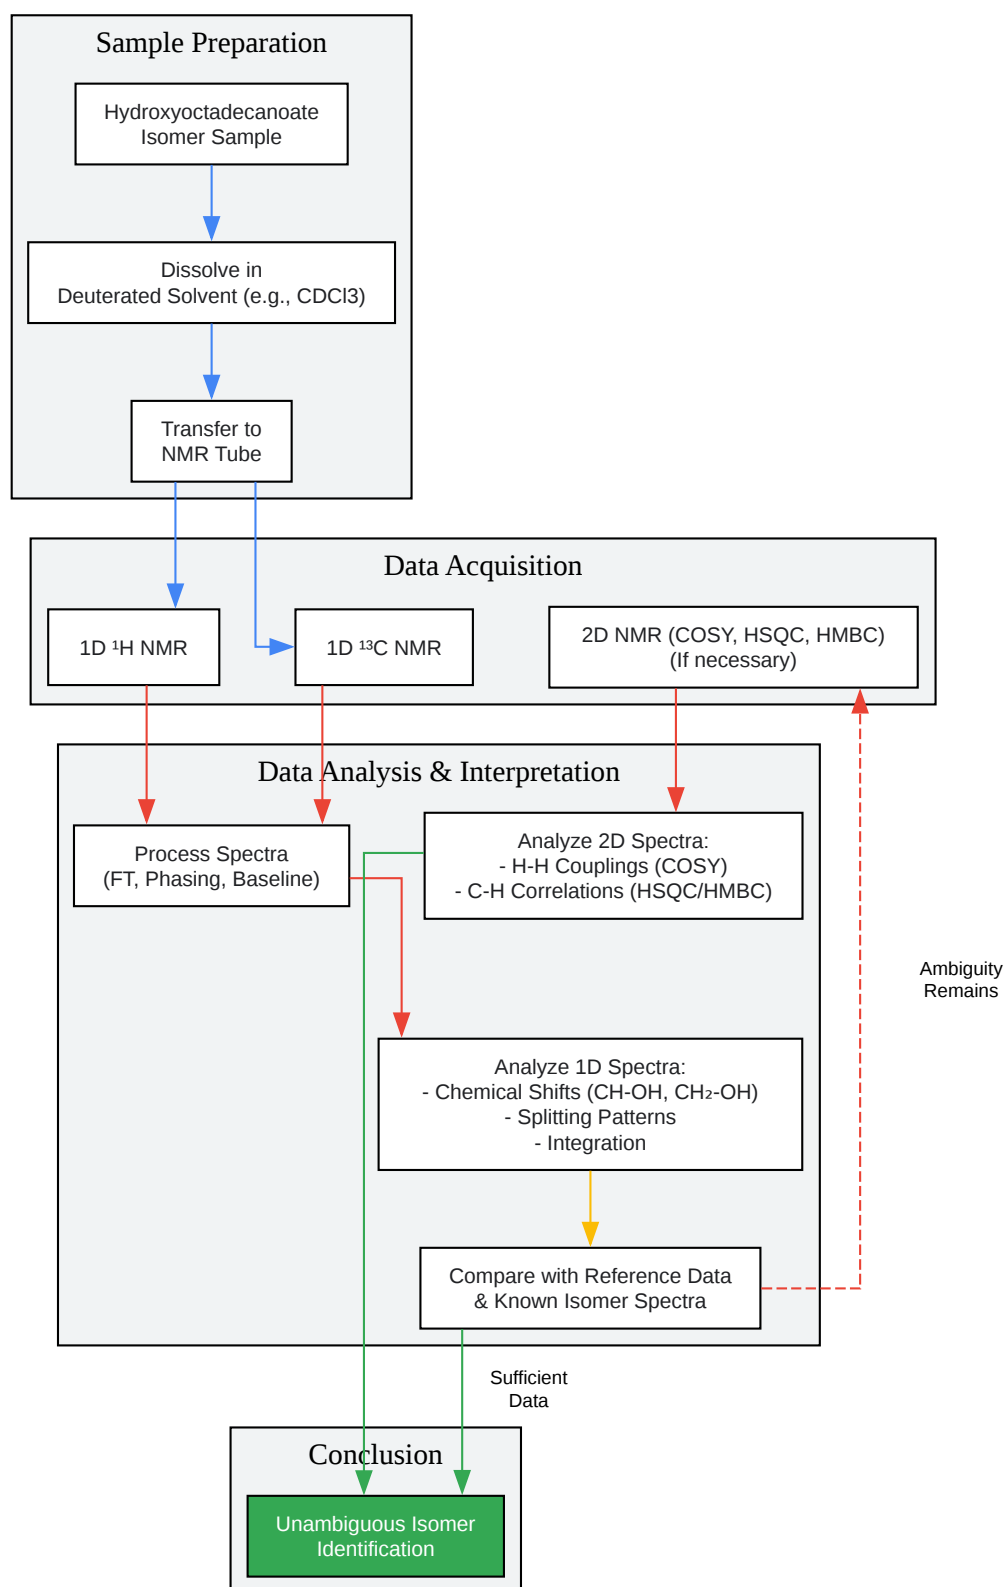 Sample Preparation
Hydroxyoctadecanoate
Isomer Sample
Dissolve in
Deuterated Solvent (e.g., CDCl3)
Transfer to
NMR Tube
Data Acquisition
1D ¹H NMR
1D ¹³C NMR
2D NMR (COSY, HSQC, HMBC)
(If necessary)
Data Analysis & Interpretation
Process Spectra
(FT, Phasing, Baseline)
Analyze 2D Spectra:
- H-H Couplings (COSY)
- C-H Correlations (HSQC/HMBC)
Ambiguity
Remains
Analyze 1D Spectra:
- Chemical Shifts (CH-OH, CH₂-OH)
- Splitting Patterns
- Integration
Compare with Reference Data
& Known Isomer Spectra
Sufficient
Data
Conclusion
Unambiguous Isomer
Identification